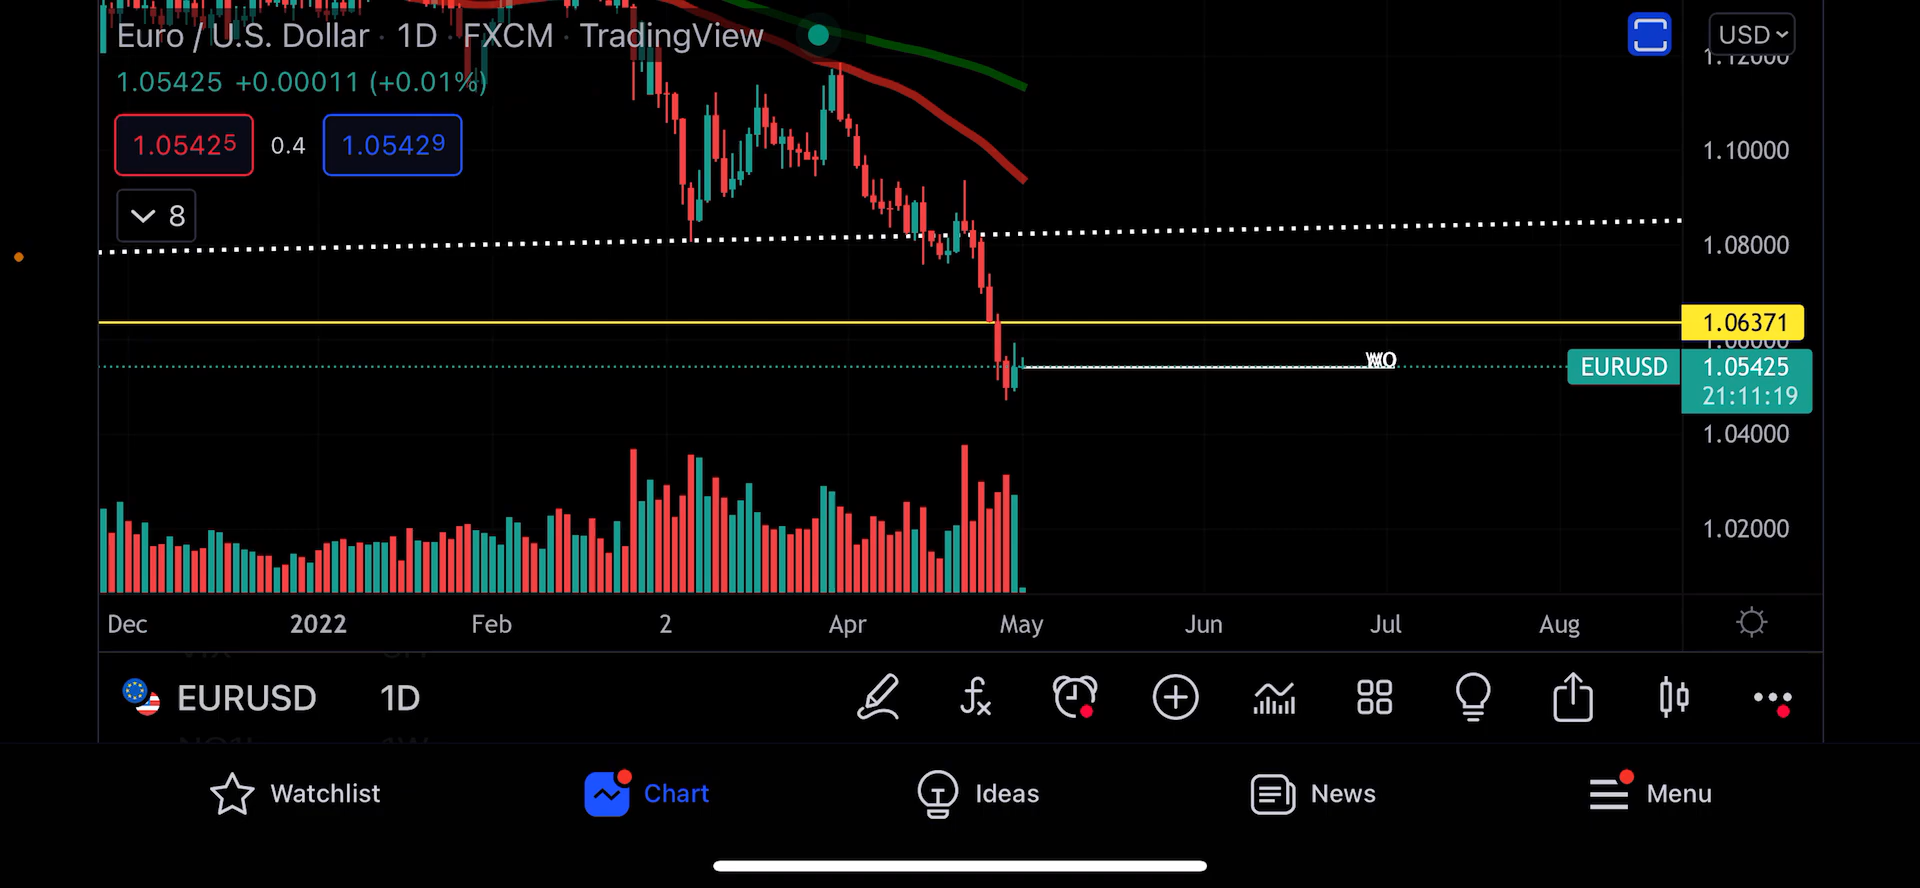 Euro / U.S. Dollar · 1D · FXCM · TradingView
USD
1.12000
1.05425 +0.00011 (+0.01%)
1.05425 0.4 1.05429
1.10000
8
1.08000
1.06371
1.06000
EURUSD 1.05425
21:11:19
1.04000
1.02000
Dec 2022 Feb 2 Apr May Jun Jul Aug
EURUSD 1D
Watchlist Chart Ideas News Menu